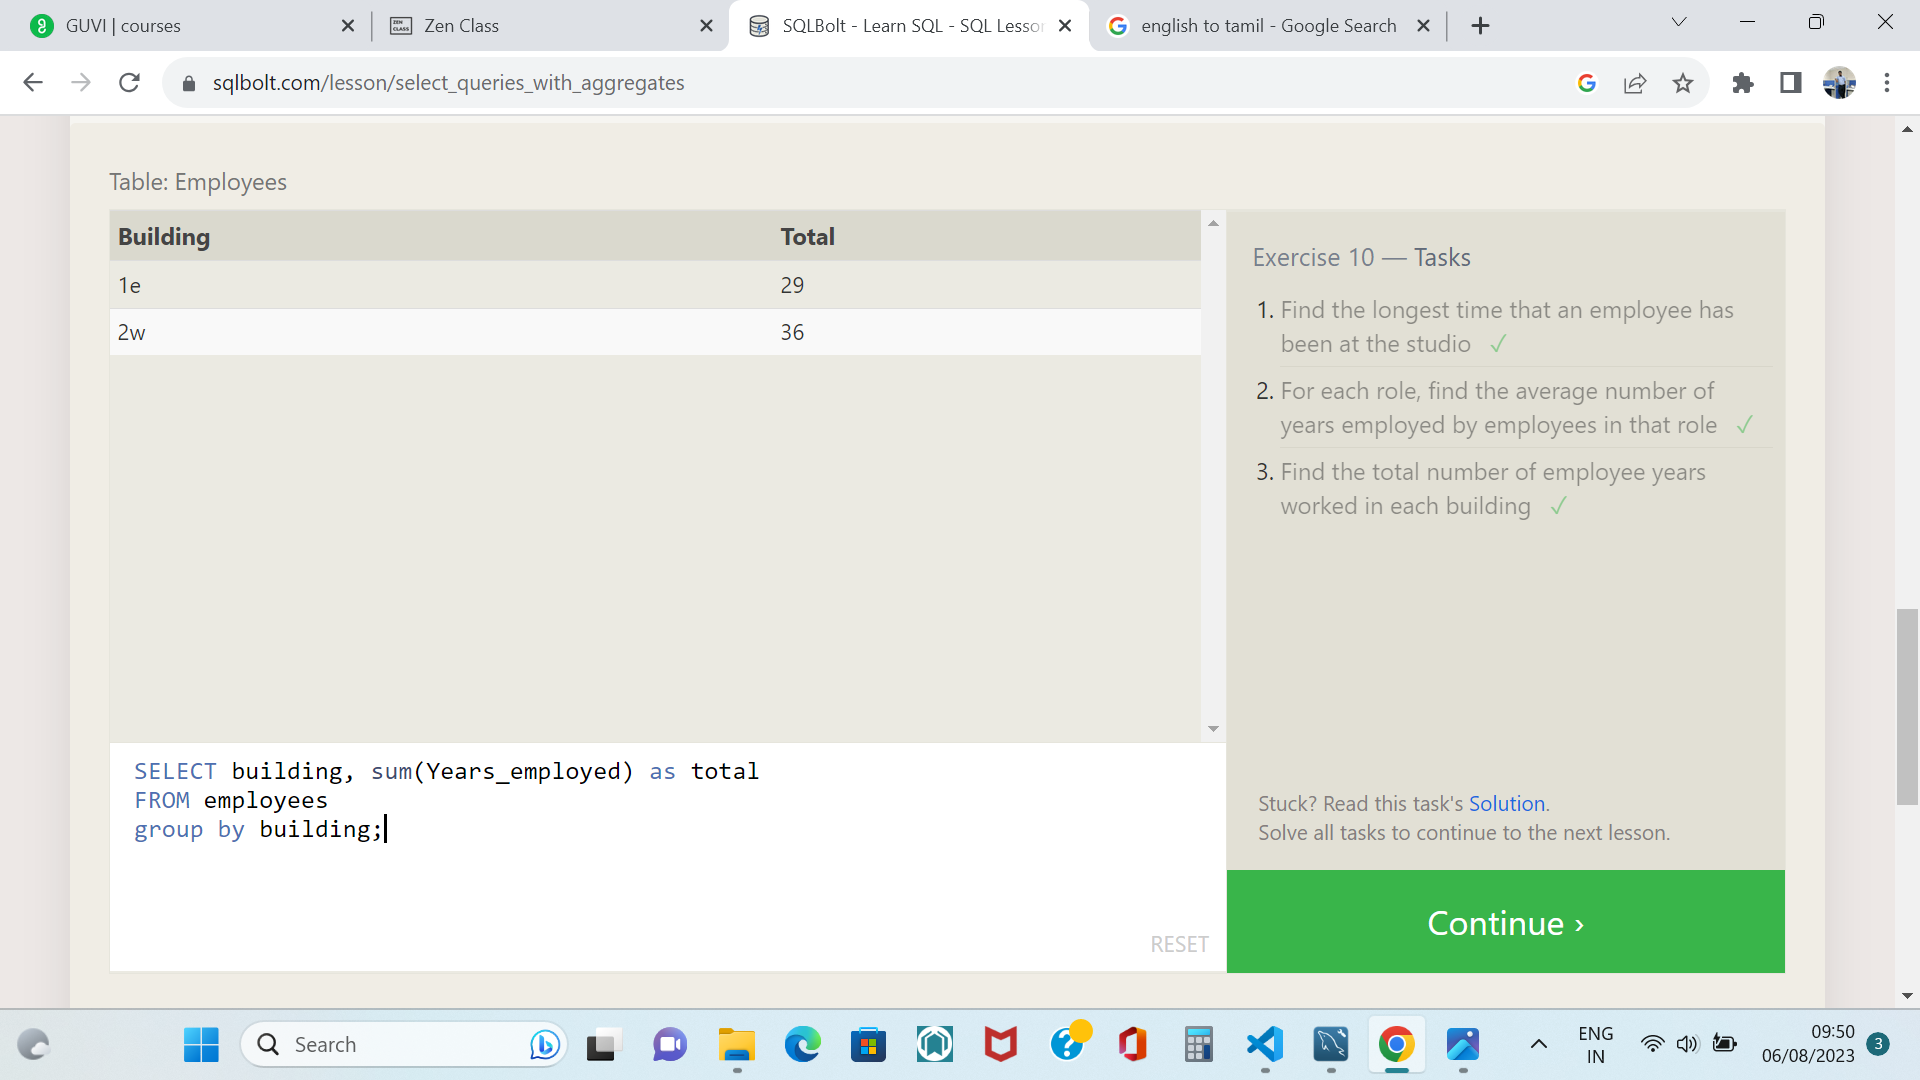 GUVI | courses
Zen Class
SQLBolt - Learn SQL - SQL Lesson
english to tamil - Google Search
sqlbolt.com/lesson/select_queries_with_aggregates
Table: Employees
Building Total
1e 29
2w 36
Exercise 10 — Tasks
1. Find the longest time that an employee has
been at the studio ✓
2. For each role, find the average number of
years employed by employees in that role ✓
3. Find the total number of employee years
worked in each building ✓
SELECT building, sum(Years_employed) as total
FROM employees
group by building;
RESET
Stuck? Read this task's Solution.
Solve all tasks to continue to the next lesson.
Continue ›
Search
ENG
IN
09:50
06/08/2023
3